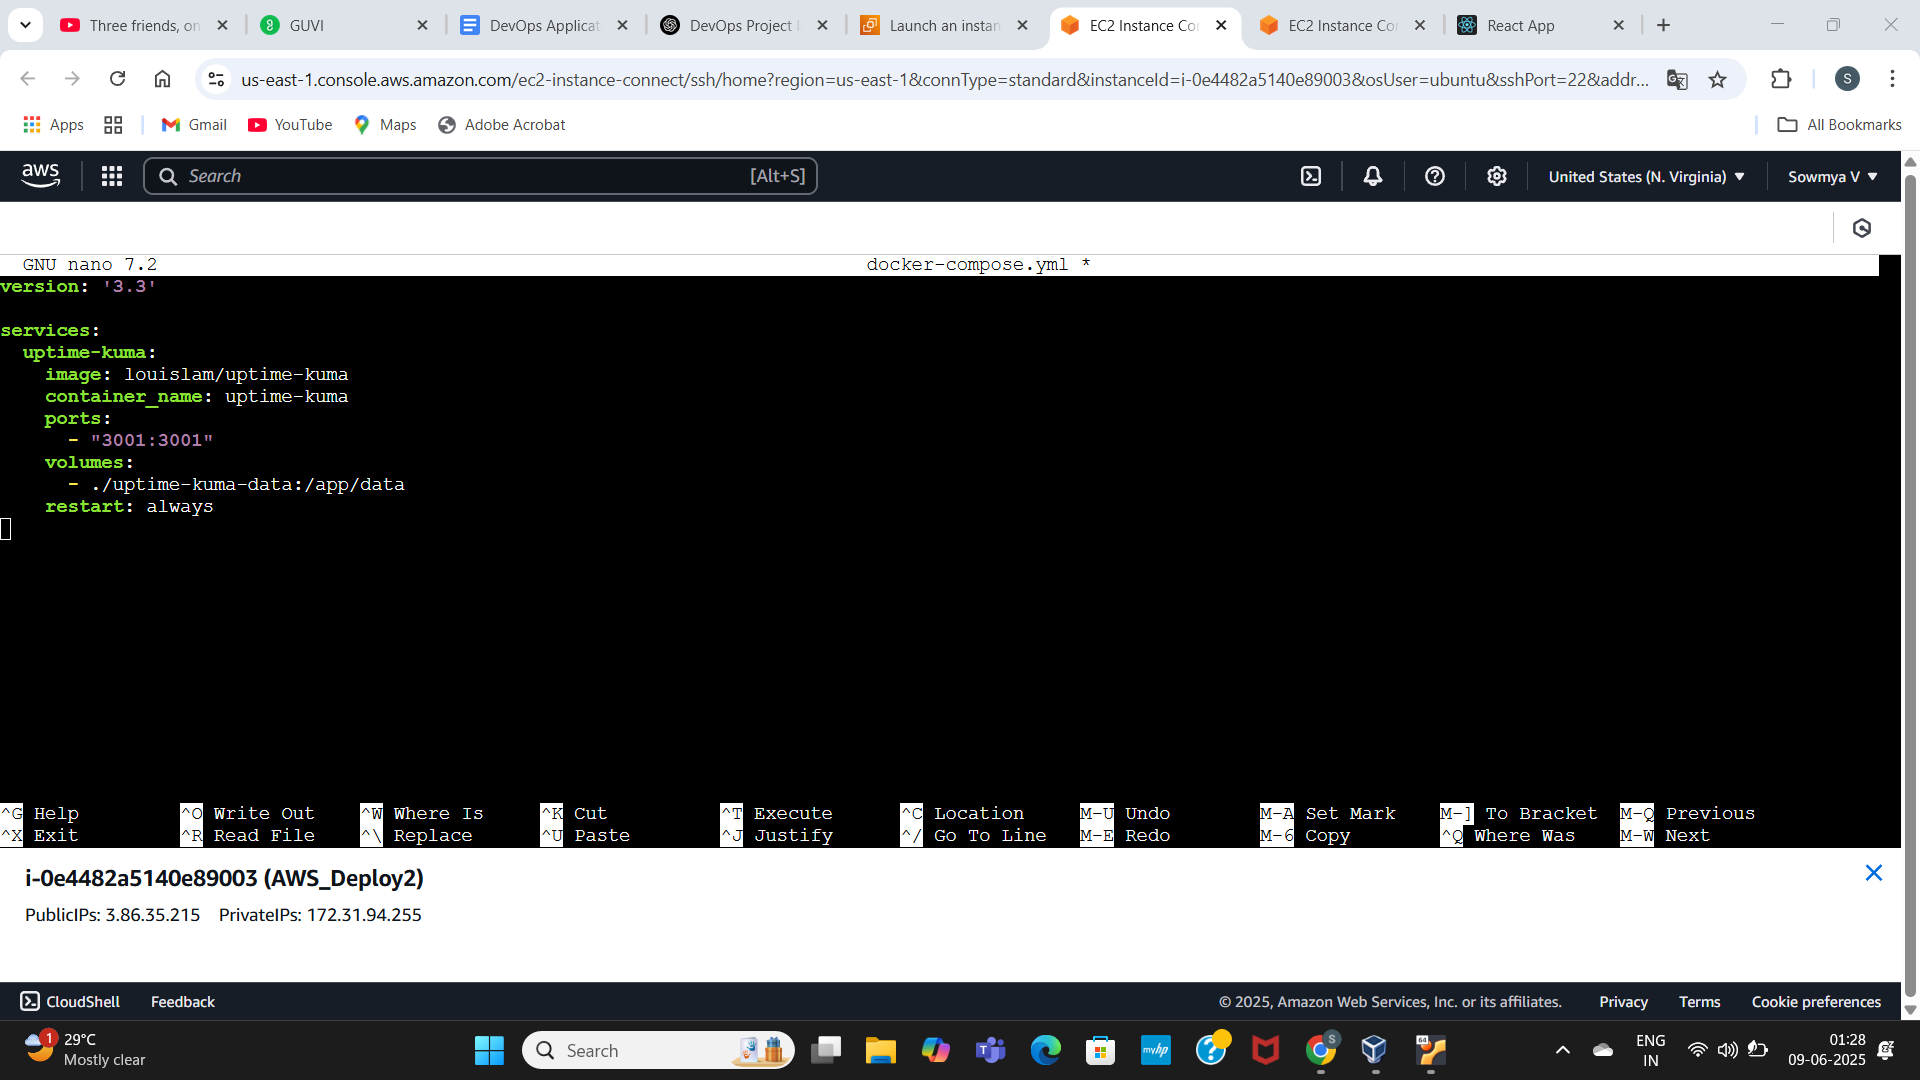 Three friends, on
GUVI
DevOps Applicat
DevOps Project
Launch an instan
EC2 Instance Co
EC2 Instance Co
React App
us-east-1.console.aws.amazon.com/ec2-instance-connect/ssh/home?region=us-east-1&connType=standard&instanceId=i-0e4482a5140e89003&osUser=ubuntu&sshPort=22&addr...
S
Apps
Gmail
YouTube
Maps
Adobe Acrobat
All Bookmarks
aws
Search
[Alt+S]
United States (N. Virginia)
Sowmya V
GNU nano 7.2
docker-compose.yml *
version: '3.3'
services:
uptime-kuma:
image: louislam/uptime-kuma
container_name: uptime-kuma
ports:
- "3001:3001"
volumes:
- ./uptime-kuma-data:/app/data
restart: always
^G Help ^O Write Out ^W Where Is ^K Cut ^T Execute ^C Location M-U Undo M-A Set Mark M-] To Bracket M-Q Previous
^X Exit ^R Read File ^\ Replace ^U Paste ^J Justify ^/ Go To Line M-E Redo M-6 Copy ^Q Where Was M-W Next
i-0e4482a5140e89003 (AWS_Deploy2)
PublicIPs: 3.86.35.215 PrivateIPs: 172.31.94.255
CloudShell
Feedback
© 2025, Amazon Web Services, Inc. or its affiliates.
Privacy
Terms
Cookie preferences
1
29°C
Mostly clear
Search
myhp
S
64
ENG
IN
01:28
09-06-2025